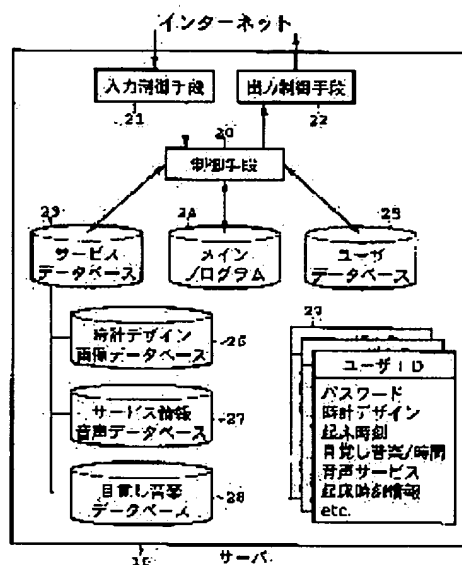 インターネット
入力制御手段
出力制御手段
21
22
20
制御手段
23
24
25
サービス
データベース
メイン
プログラム
ユーザ
データベース
時計デザイン
画像データベース
26
サービス情報
音声データベース
27
目覚し音楽
データベース
28
ユーザID
パスワード
時計デザイン
起床時刻
目覚し音楽/時間
音声サービス
起床時刻情報
etc.
サーバ